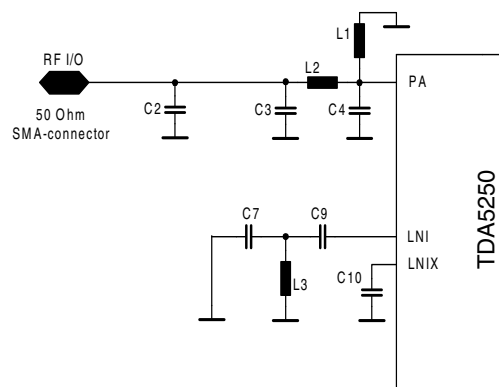 L1
RF I/O
L2
PA
C2
C3
C4
50 Ohm
SMA-connector
C7
C9
LNI
LNIX
L3
C10
TDA5250